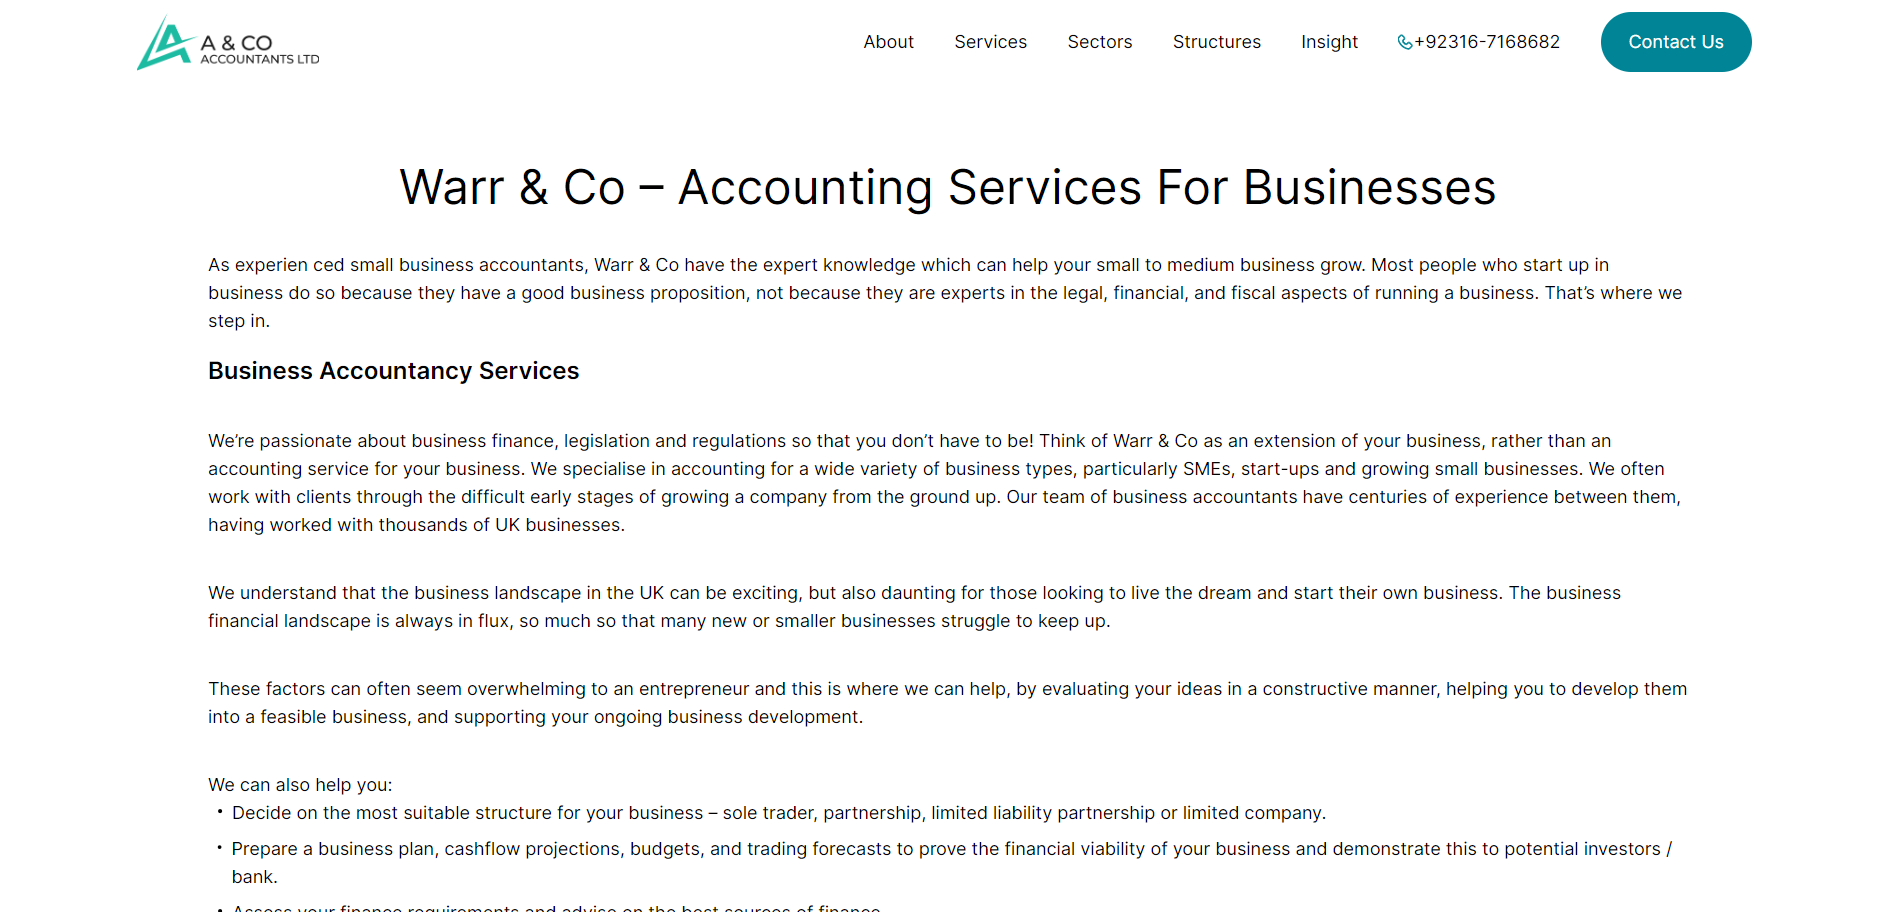 A & CO
ACCOUNTANTS LTD
About Services Sectors Structures Insight +92316-7168682 Contact Us
Warr & Co – Accounting Services For Businesses
As experien ced small business accountants, Warr & Co have the expert knowledge which can help your small to medium business grow. Most people who start up in
business do so because they have a good business proposition, not because they are experts in the legal, financial, and fiscal aspects of running a business. That’s where we
step in.
Business Accountancy Services
We’re passionate about business finance, legislation and regulations so that you don’t have to be! Think of Warr & Co as an extension of your business, rather than an
accounting service for your business. We specialise in accounting for a wide variety of business types, particularly SMEs, start-ups and growing small businesses. We often
work with clients through the difficult early stages of growing a company from the ground up. Our team of business accountants have centuries of experience between them,
having worked with thousands of UK businesses.
We understand that the business landscape in the UK can be exciting, but also daunting for those looking to live the dream and start their own business. The business
financial landscape is always in flux, so much so that many new or smaller businesses struggle to keep up.
These factors can often seem overwhelming to an entrepreneur and this is where we can help, by evaluating your ideas in a constructive manner, helping you to develop them
into a feasible business, and supporting your ongoing business development.
We can also help you:
• Decide on the most suitable structure for your business – sole trader, partnership, limited liability partnership or limited company.
• Prepare a business plan, cashflow projections, budgets, and trading forecasts to prove the financial viability of your business and demonstrate this to potential investors /
bank.
• Assess your finance requirements and advise on the best sources of finance